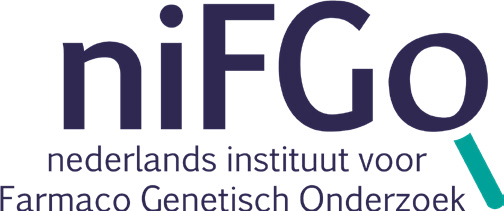 niFGo
nederlands instituut voor
Farmaco Genetisch Onderzoek